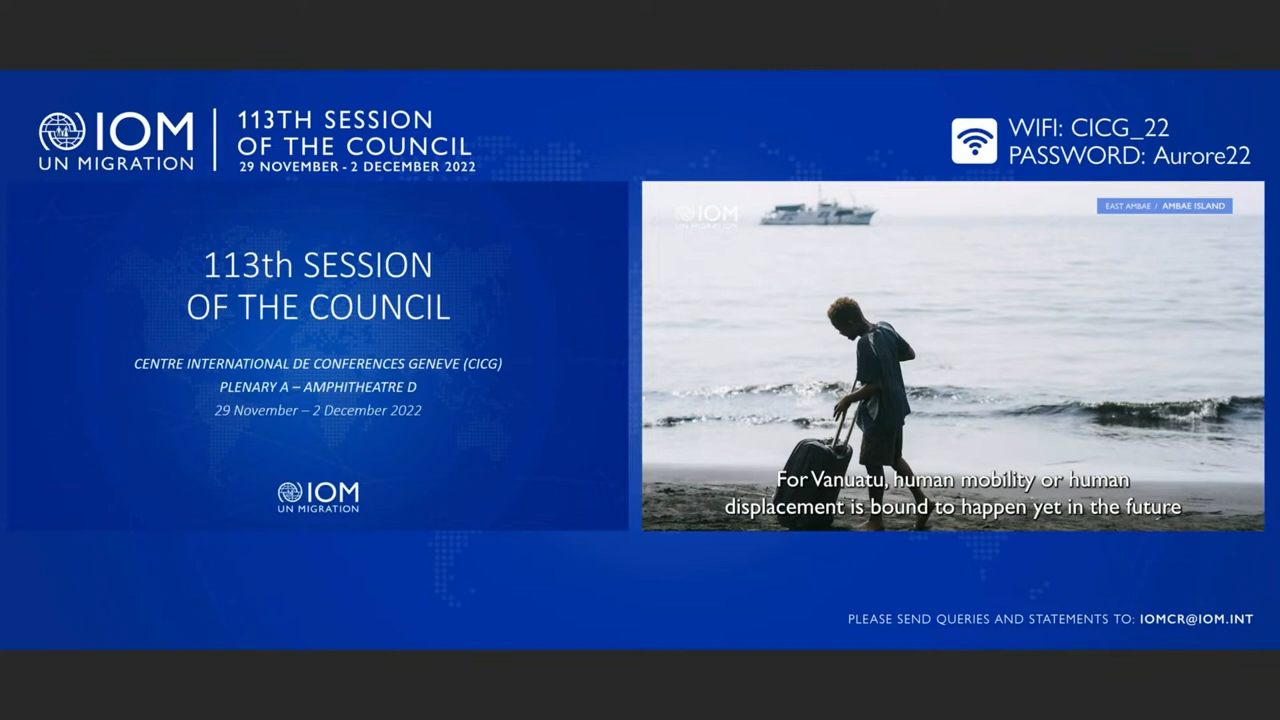 IOM
UN MIGRATION
113TH SESSION
OF THE COUNCIL
29 NOVEMBER - 2 DECEMBER 2022
WIFI: CICG_22
PASSWORD: Aurore22
113th SESSION
OF THE COUNCIL
CENTRE INTERNATIONAL DE CONFERENCES GENEVE (CICG)
PLENARY A – AMPHITHEATRE D
29 November – 2 December 2022
IOM
UN MIGRATION
IOM
UN MIGRATION
EAST AMBAE / AMBAE ISLAND
For Vanuatu, human mobility or human
displacement is bound to happen yet in the future
PLEASE SEND QUERIES AND STATEMENTS TO: IOMCR@IOM.INT